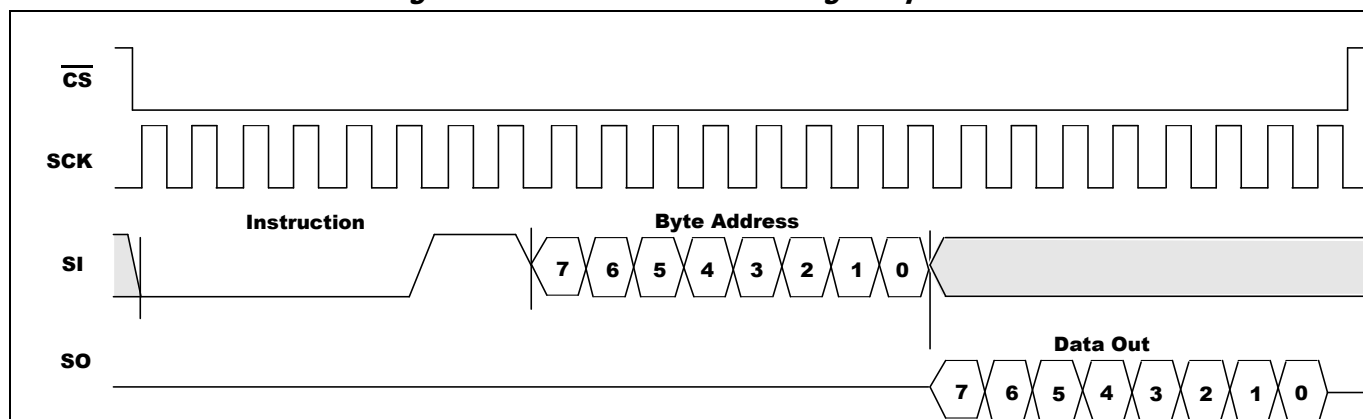 CS
SCK
Instruction
Byte Address
SI
7 6 5 4 3 2 1 0
SO
Data Out
7 6 5 4 3 2 1 0